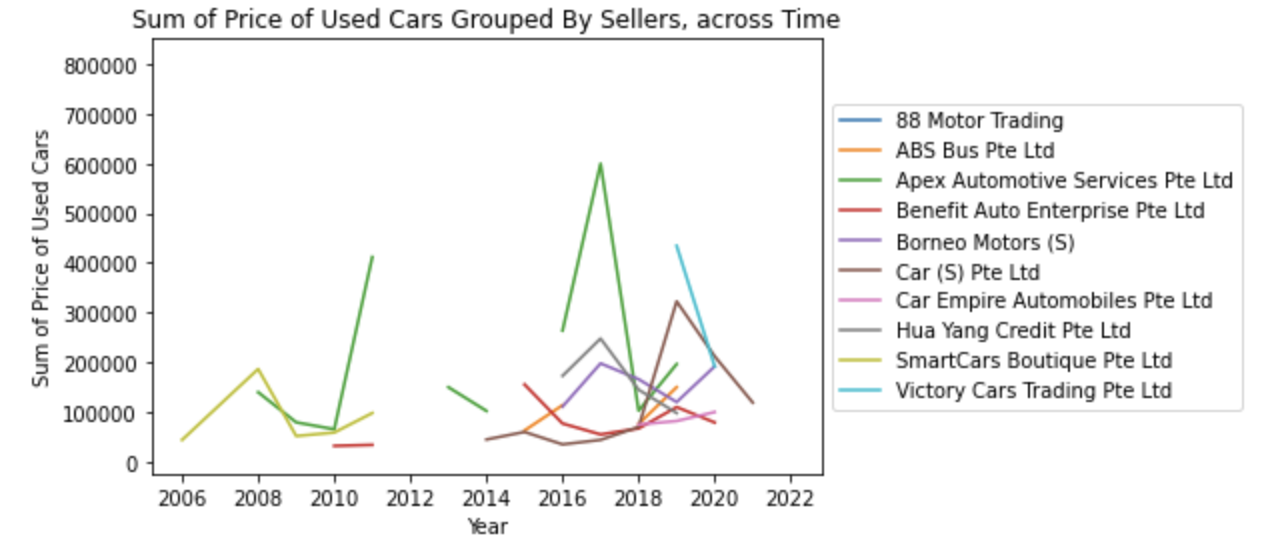 Sum of Price of Used Cars Grouped By Sellers, across Time
Sum of Price of Used Cars
800000
700000
600000
500000
400000
300000
200000
100000
0
2006 2008 2010 2012 2014 2016 2018 2020 2022
Year
88 Motor Trading
ABS Bus Pte Ltd
Apex Automotive Services Pte Ltd
Benefit Auto Enterprise Pte Ltd
Borneo Motors (S)
Car (S) Pte Ltd
Car Empire Automobiles Pte Ltd
Hua Yang Credit Pte Ltd
SmartCars Boutique Pte Ltd
Victory Cars Trading Pte Ltd